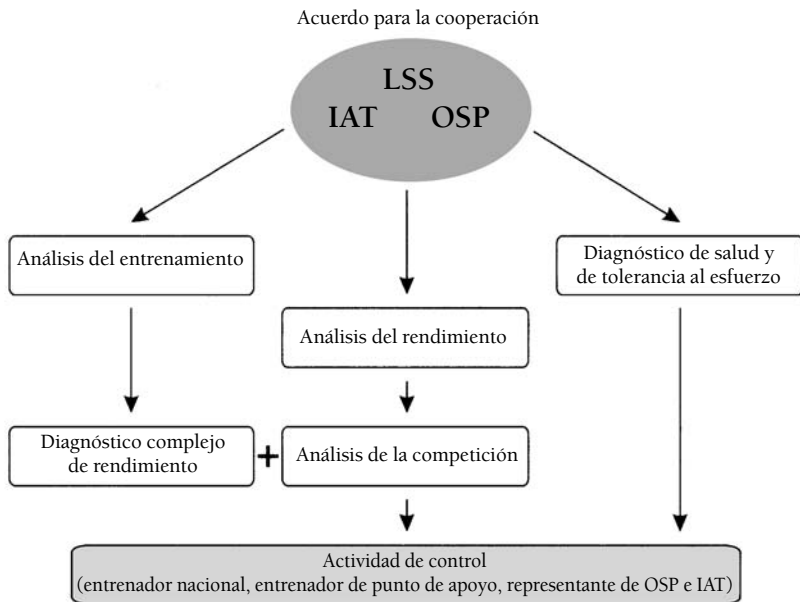 Acuerdo para la cooperación
LSS
IAT OSP
Análisis del entrenamiento
Diagnóstico de salud y
de tolerancia al esfuerzo
Análisis del rendimiento
Diagnóstico complejo
de rendimiento
+
Análisis de la competición
Actividad de control
(entrenador nacional, entrenador de punto de apoyo, representante de OSP e IAT)